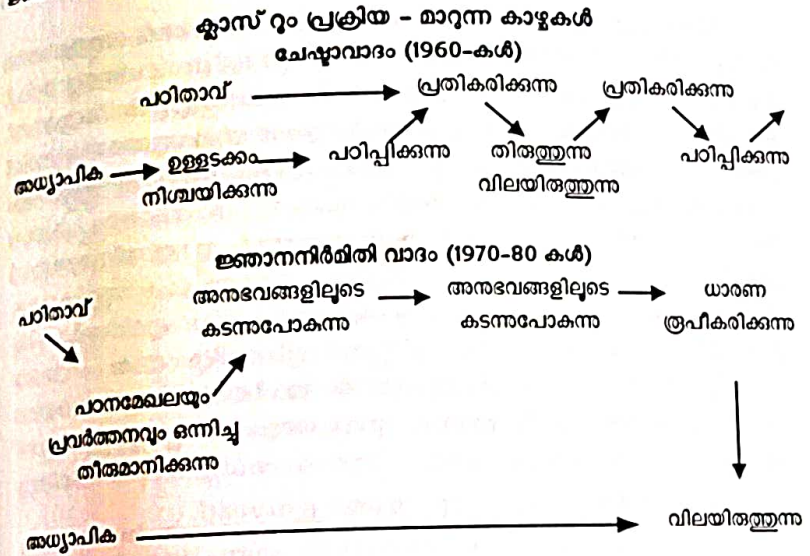 ക്ലാസ് റൂം പ്രക്രിയ – മാറുന്ന കാഴ്ചകൾ
ചേഷ്ടാവാദം (1960-കൾ)
പഠിതാവ്
പ്രതികരിക്കുന്നു
പ്രതികരിക്കുന്നു
അധ്യാപിക
ഉള്ളടക്കം
നിശ്ചയിക്കുന്നു
പഠിപ്പിക്കുന്നു
തിരുത്തുന്നു
വിലയിരുത്തുന്നു
പഠിപ്പിക്കുന്നു
ജ്ഞാനനിർമിതി വാദം (1970-80 കൾ)
പഠിതാവ്
അനുഭവങ്ങളിലൂടെ
കടന്നുപോകുന്നു
അനുഭവങ്ങളിലൂടെ
കടന്നുപോകുന്നു
ധാരണ
രൂപീകരിക്കുന്നു
പഠനമേഖലയും
പ്രവർത്തനവും ഒന്നിച്ചു
തീരുമാനിക്കുന്നു
അധ്യാപിക
വിലയിരുത്തുന്നു